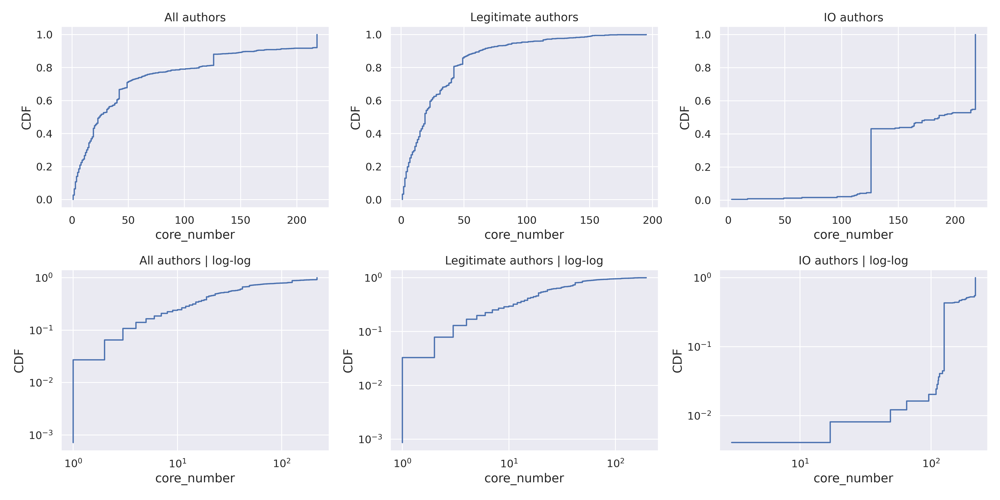 All authors
1.0
0.8
0.6
0.4
0.2
0.0
CDF
0 50 100 150 200
core_number
Legitimate authors
1.0
0.8
0.6
0.4
0.2
0.0
CDF
0 50 100 150 200
core_number
IO authors
1.0
0.8
0.6
0.4
0.2
0.0
CDF
0 50 100 150 200
core_number
All authors | log-log
10⁰
10⁻¹
10⁻²
10⁻³
CDF
10⁰ 10¹ 10²
core_number
Legitimate authors | log-log
10⁰
10⁻¹
10⁻²
10⁻³
CDF
10⁰ 10¹ 10²
core_number
IO authors | log-log
10⁰
10⁻¹
10⁻²
CDF
10¹ 10²
core_number